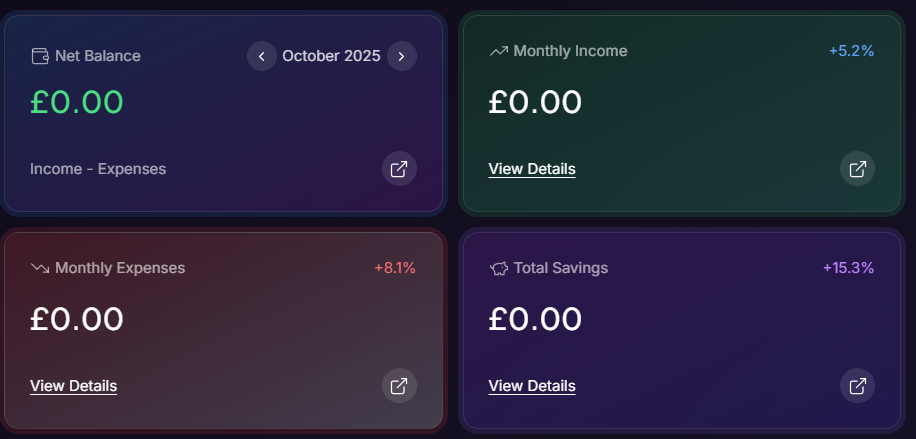 Net Balance
October 2025
£0.00
Income - Expenses
Monthly Income
+5.2%
£0.00
View Details
Monthly Expenses
+8.1%
£0.00
View Details
Total Savings
+15.3%
£0.00
View Details